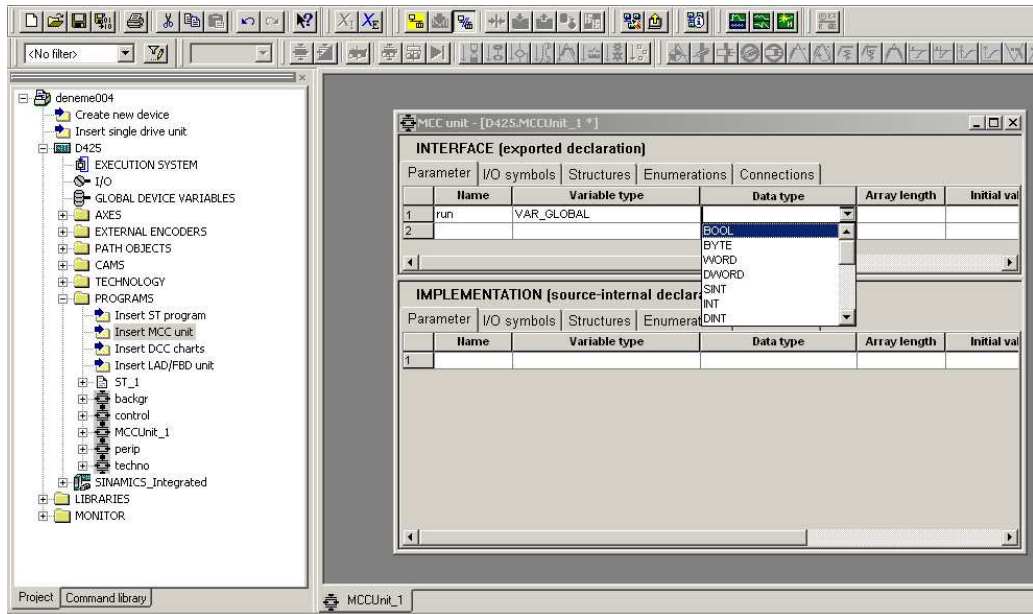 <No filter>
deneme004
Create new device
Insert single drive unit
D425
EXECUTION SYSTEM
I/O
GLOBAL DEVICE VARIABLES
AXES
EXTERNAL ENCODERS
PATH OBJECTS
CAMS
TECHNOLOGY
PROGRAMS
Insert ST program
Insert MCC unit
Insert DCC charts
Insert LAD/FBD unit
ST_1
backgr
control
MCCUnit_1
perip
techno
SINAMICS_Integrated
LIBRARIES
MONITOR
Project Command library
MCC unit - [D425.MCCUnit_1 *]
INTERFACE (exported declaration)
Parameter I/O symbols Structures Enumerations Connections
Name Variable type Data type Array length Initial val
1 run VAR_GLOBAL
2
BOOL
BYTE
WORD
DWORD
SINT
INT
DINT
IMPLEMENTATION (source-internal declar
Parameter I/O symbols Structures Enumerat
Name Variable type Data type Array length Initial val
1
MCCUnit_1